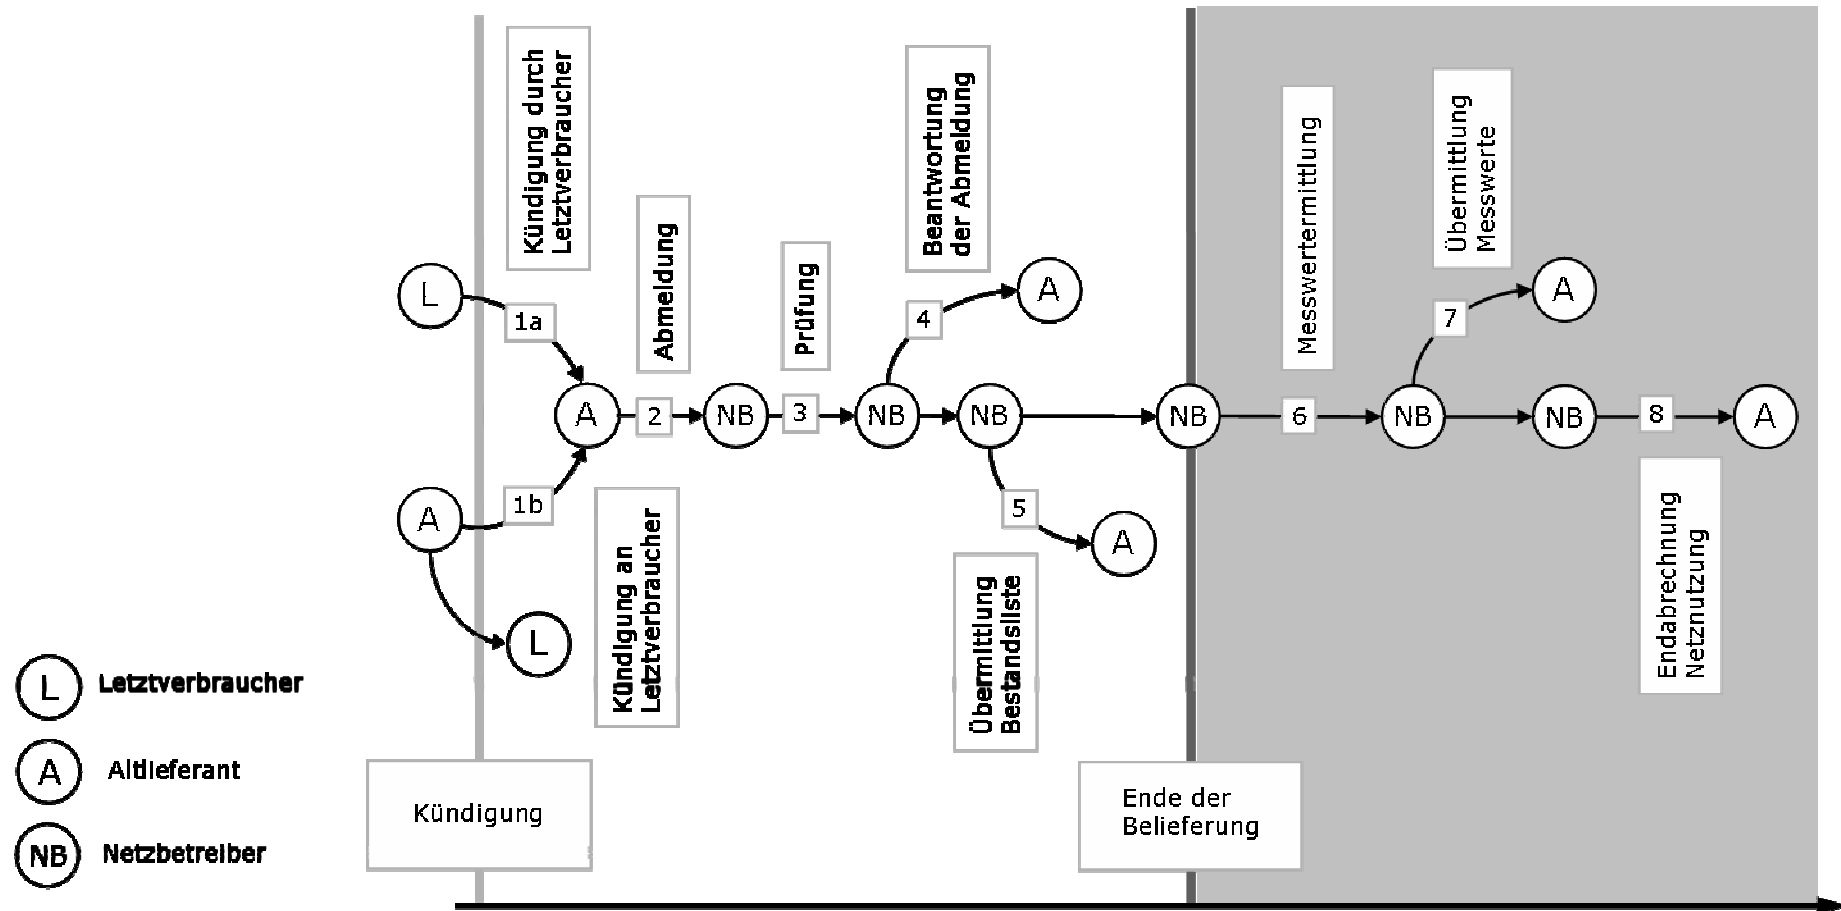 Kündigung durch
Letztverbraucher
Abmeldung
Prüfung
Beantwortung
der Abmeldung
Messwertermittlung
Übermittlung
Messwerte
L
1a
4
A
7
A
A
2
NB
3
NB
NB
NB
6
NB
NB
8
A
A
1b
5
A
L
Kündigung an
Letztverbraucher
Übermittlung
Bestandsliste
Endabrechnung
Netznutzung
L
Letztverbraucher
A
Altlieferant
NB
Netzbetreiber
Kündigung
Ende der
Belieferung